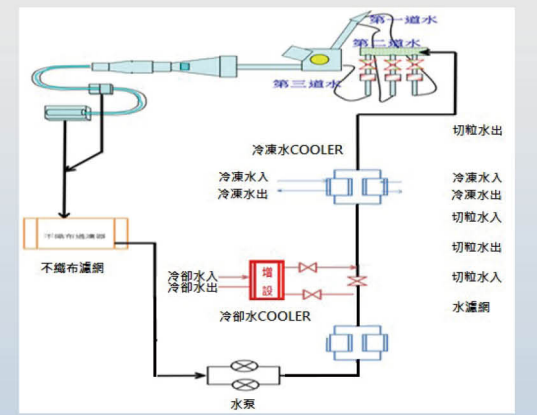 第一道水
第二道水
第三道水
切粒水出
冷凍水COOLER
冷凍水入
冷凍水出
冷凍水入
冷凍水出
切粒水入
切粒水出
切粒水入
水濾網
不織布過濾器
不織布濾網
冷卻水入
冷卻水出
增
設
冷卻水COOLER
水泵